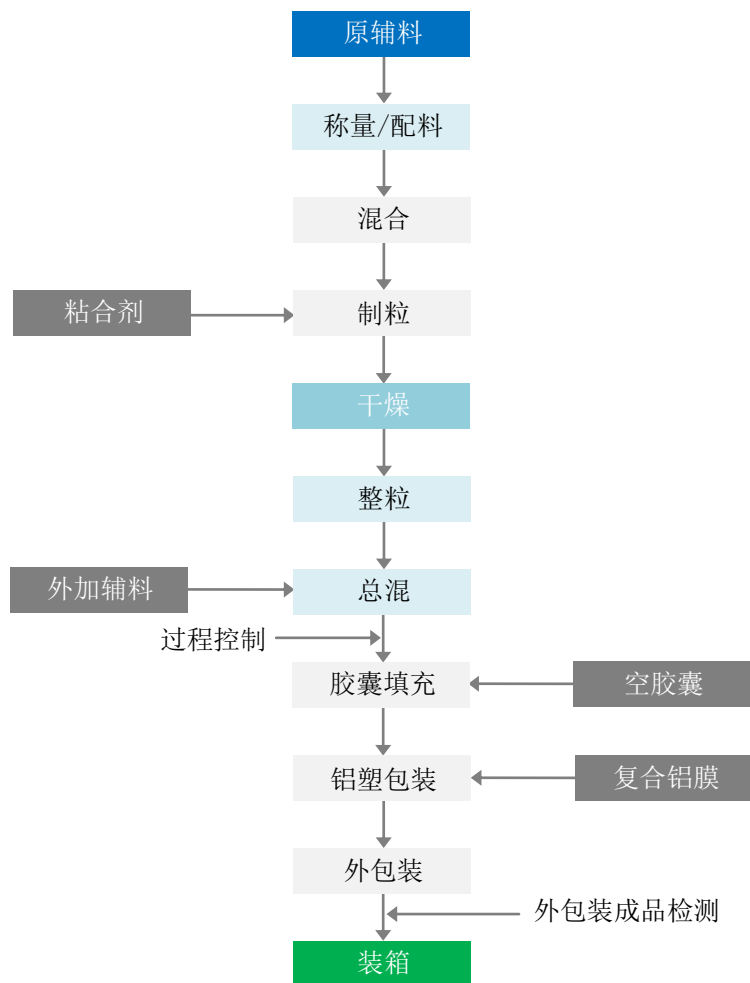 原辅料
称量/配料
混合
粘合剂
制粒
干燥
整粒
外加辅料
总混
过程控制
胶囊填充
空胶囊
铝塑包装
复合铝膜
外包装
外包装成品检测
装箱